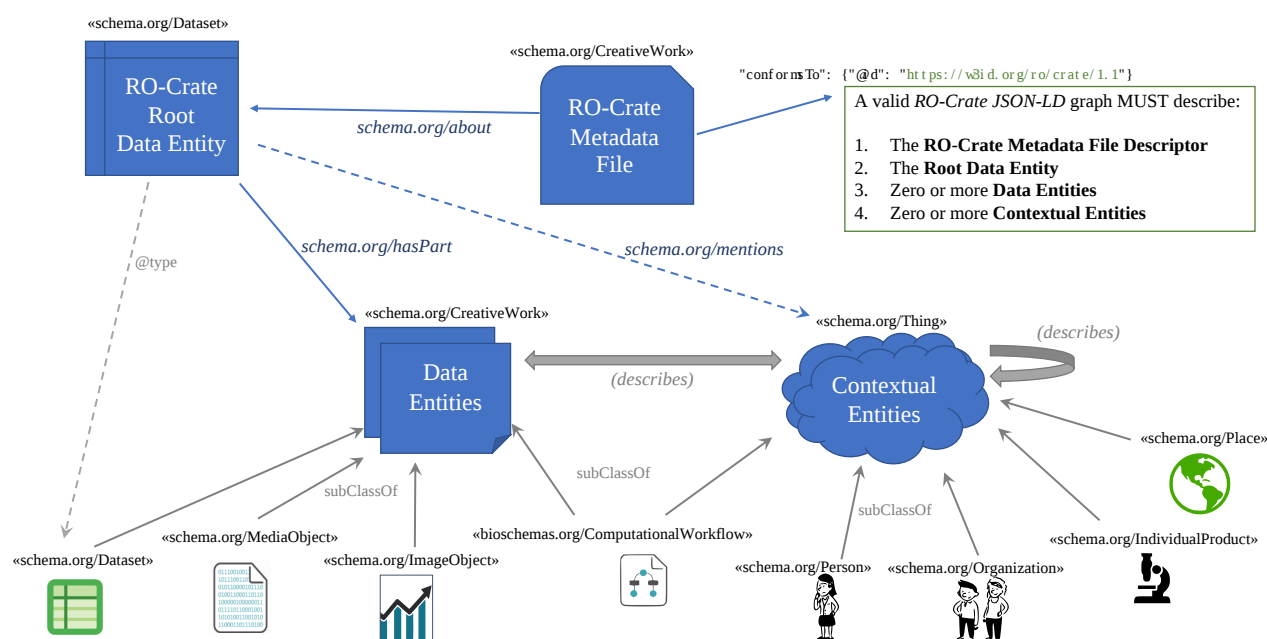 «schema.org/Dataset»
RO-Crate
Root
Data Entity
«schema.org/CreativeWork»
RO-Crate
Metadata
File
"conformsTo": {"@d": "https://w3id.org/ro/crate/1.1"}
A valid RO-Crate JSON-LD graph MUST describe:
1. The RO-Crate Metadata File Descriptor
2. The Root Data Entity
3. Zero or more Data Entities
4. Zero or more Contextual Entities
schema.org/about
schema.org/hasPart
schema.org/mentions
@type
«schema.org/CreativeWork»
Data
Entities
(describes)
«schema.org/Thing»
Contextual
Entities
(describes)
subClassOf
subClassOf
subClassOf
«schema.org/Place»
«schema.org/Dataset»
«schema.org/MediaObject»
«schema.org/ImageObject»
«bioschemas.org/ComputationalWorkflow»
«schema.org/Person»
«schema.org/Organization»
«schema.org/IndividualProduct»